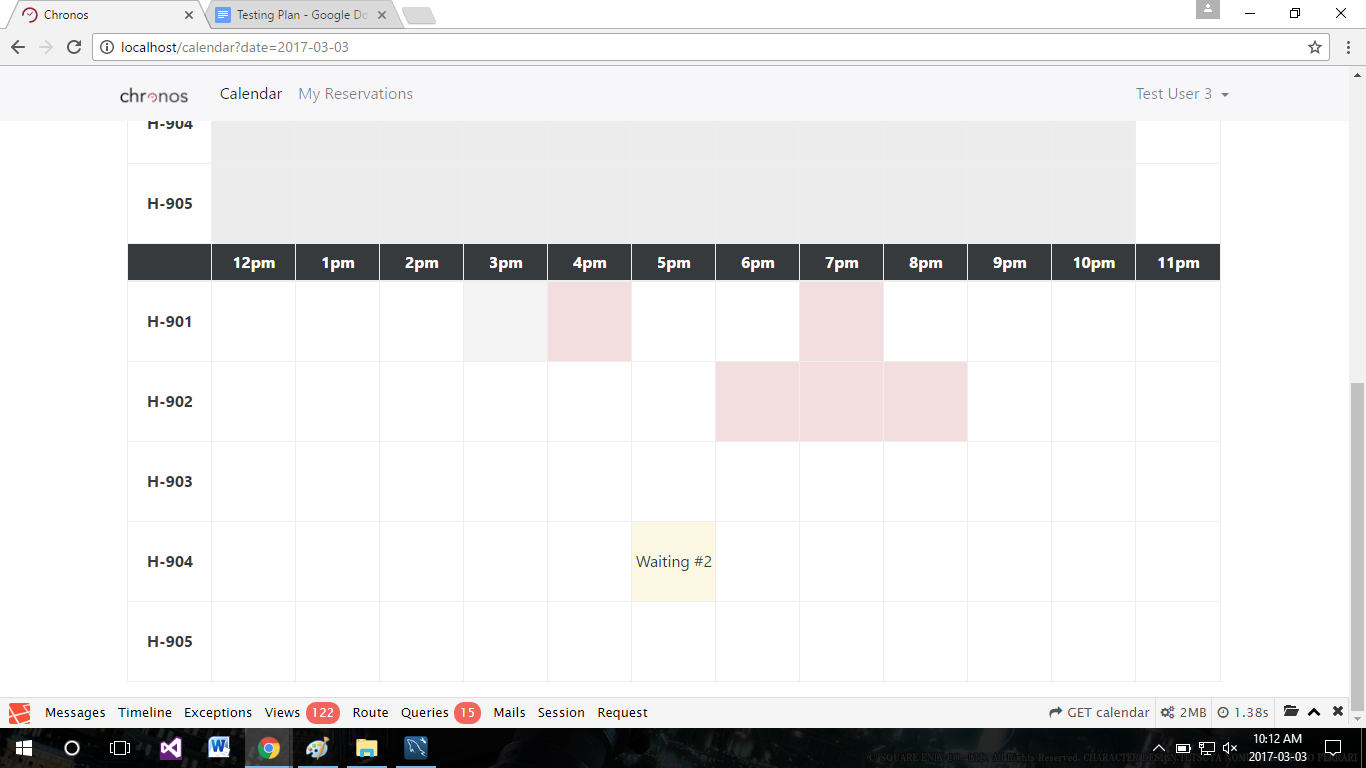 Chronos
Testing Plan - Google Do
localhost/calendar?date=2017-03-03
chronos Calendar My Reservations Test User 3
H-904
H-905
12pm 1pm 2pm 3pm 4pm 5pm 6pm 7pm 8pm 9pm 10pm 11pm
H-901
H-902
H-903
H-904 Waiting #2
H-905
Messages Timeline Exceptions Views 122 Route Queries 15 Mails Session Request GET calendar 2MB 1.38s
10:12 AM
2017-03-03